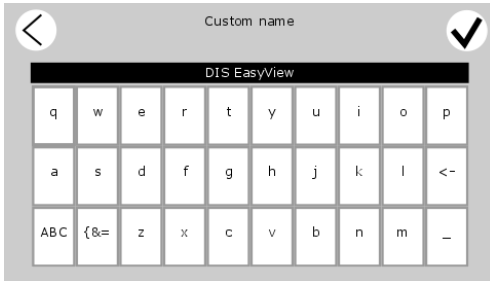 Custom name
DIS EasyView
q w e r t y u i o p
a s d f g h j k l <-
ABC {&= z x c v b n m _